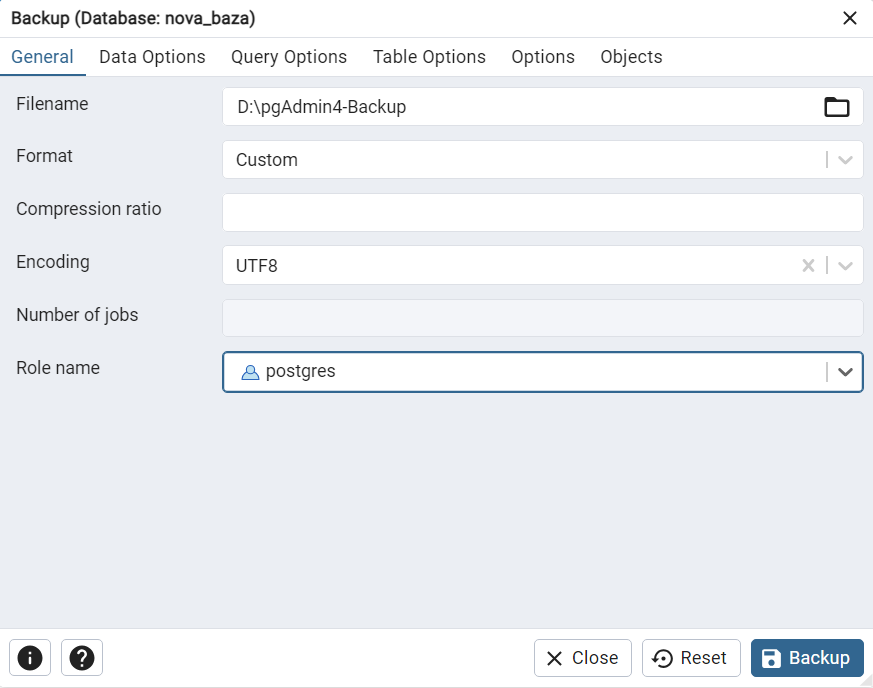 Backup (Database: nova_baza)
General Data Options Query Options Table Options Options Objects
Filename D:\pgAdmin4-Backup
Format Custom
Compression ratio
Encoding UTF8
Number of jobs
Role name postgres
Close Reset Backup